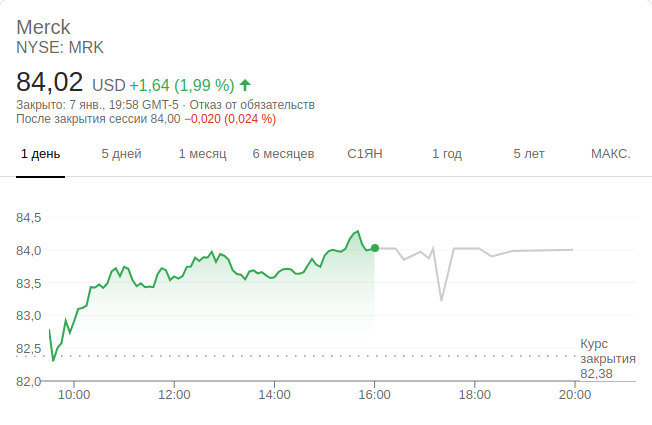 Merck
NYSE: MRK
84,02 USD +1,64 (1,99 %)
Закрыто: 7 янв., 19:58 GMT-5 · Отказ от обязательств
После закрытия сессии 84,00 −0,020 (0,024 %)
1 день 5 дней 1 месяц 6 месяцев С1ЯН 1 год 5 лет МАКС.
84,5
84,0
83,5
83,0
82,5
82,0
Курс
закрытия
82,38
10:00 12:00 14:00 16:00 18:00 20:00